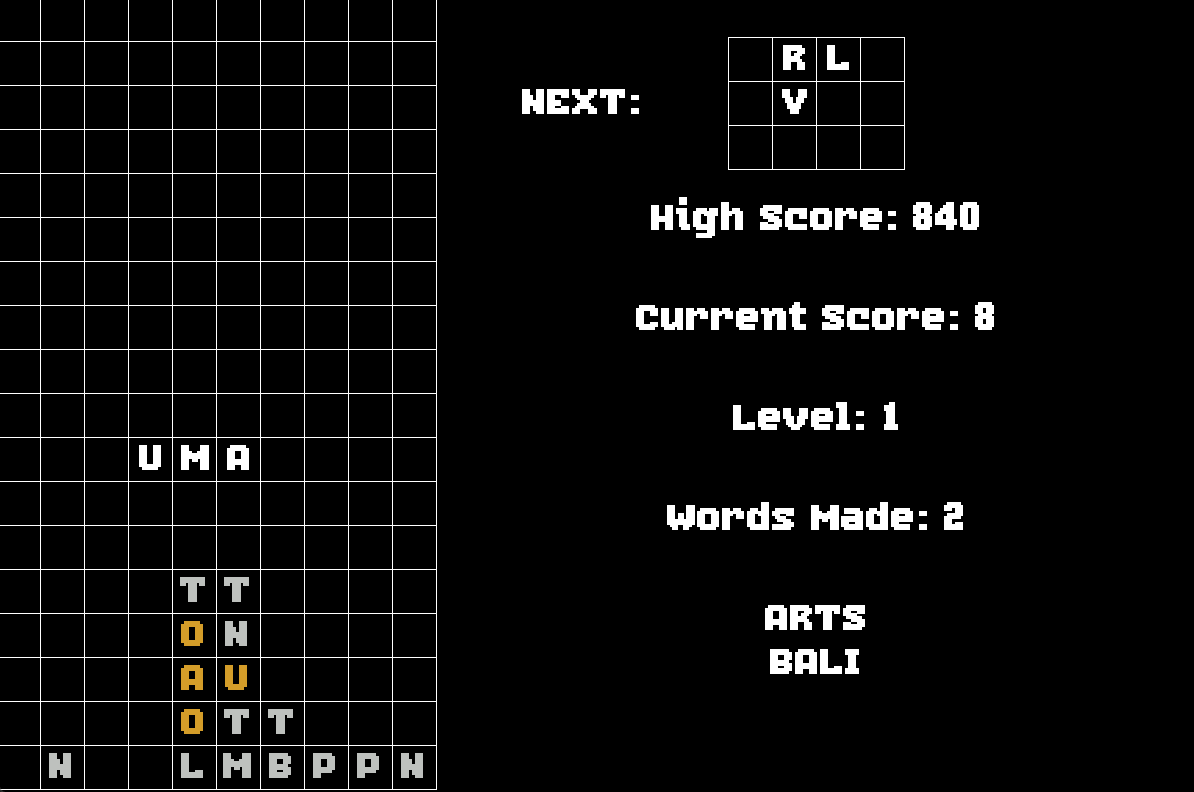 R L
NEXT: V
High Score: 840
Current Score: 8
Level: 1
U M A
Words Made: 2
T T
ARTS
O N
BALI
A U
O T T
N L M B P P N